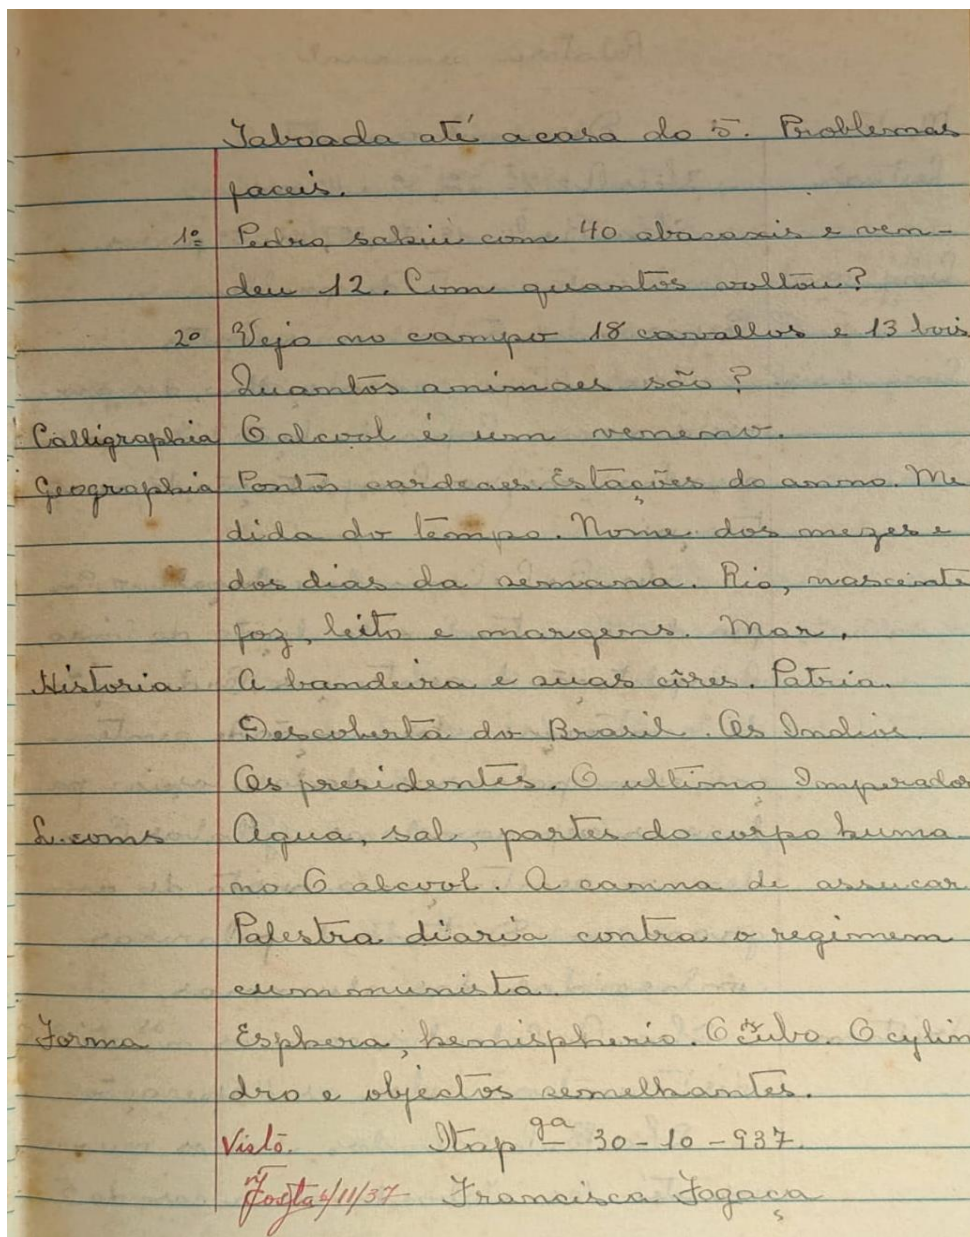 Taboada até a casa do 5. Problemas
faceis.
1º Pedro sahiu com 40 abacaxis e ven-
deu 12. Com quantos voltou?
2º Vejo no campo 18 cavallos e 13 bois
Quantos animaes são?
Calligraphia O alcool é um veneno.
Geographia Pontos cardeaes. Estações do anno. Me
dida do tempo. Nome dos mezes e
dos dias da semana. Rio, nascente
foz, leito e margens. Mar.
Historia A bandeira e suas côres. Patria.
Descoberta do Brasil. Os Indios.
Os presidentes. O ultimo Imperador
L. coms Agua, sal, partes do corpo huma
no O alcool. A canna de assucar
Palestra diaria contra o regimem
cummunista.
Forma Esphera, hemispherio. O cubo. O cylin
dro e objectos semelhantes.
Visto. Itap ga 30-10-937.
4/11/37 Francisca Fogaça